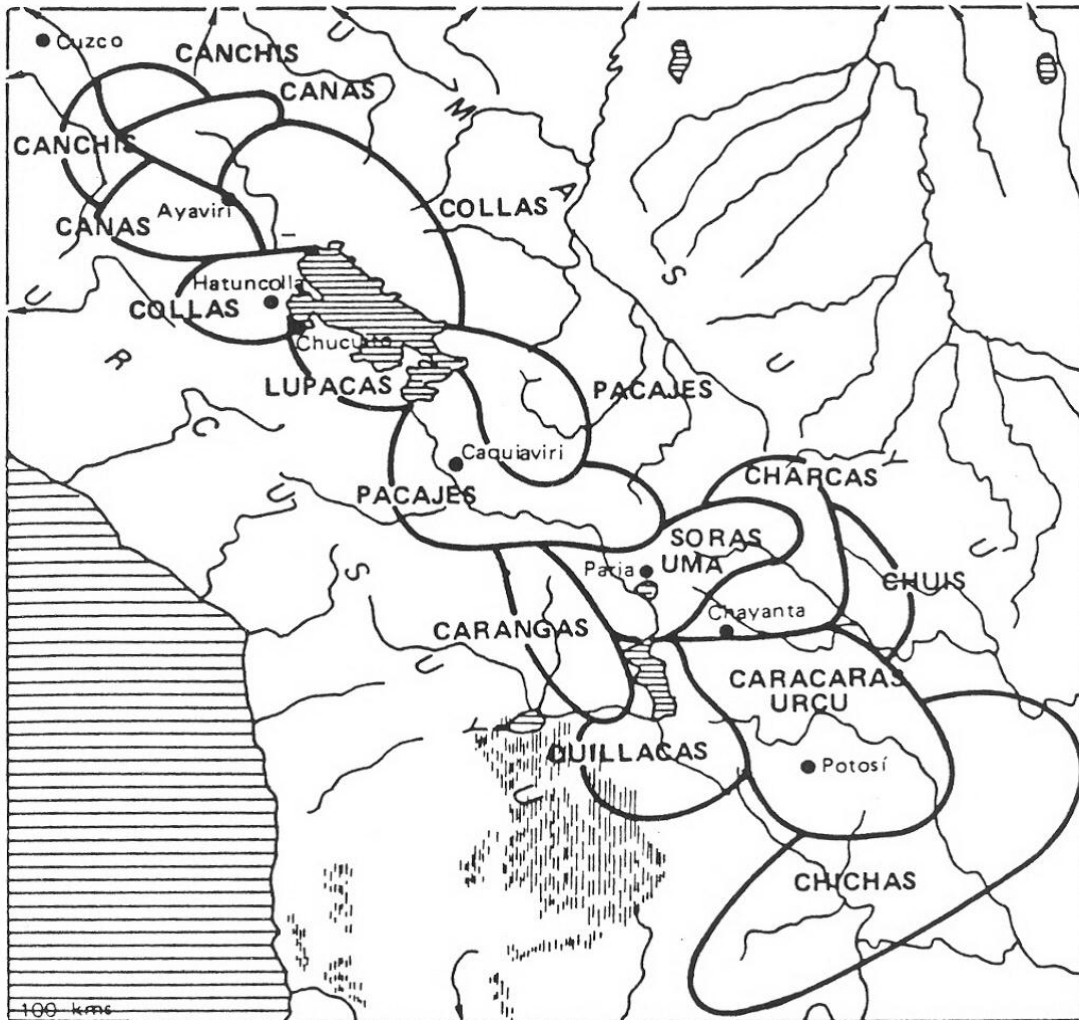 Cuzco
CANCHIS
CANAS
CANCHIS
CANAS
Ayaviri
COLLAS
Hatuncolla
COLLAS
Chucuito
LUPACAS
PACAJES
Caquiaviri
PACAJES
CHARCAS
SORAS
UMA
Paria
CHUIS
Chayanta
CARANGAS
CARACARAS
URCU
QUILLACAS
Potosí
CHICHAS
U M A S U Y U
U R C U S U Y U
100 kms